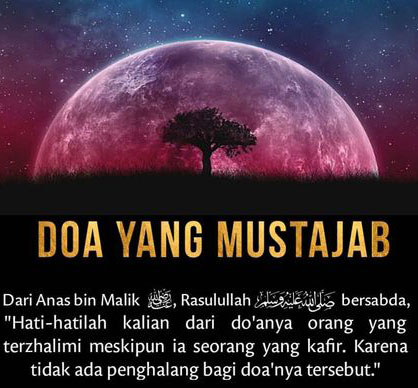 DOA YANG MUSTAJAB
Dari Anas bin Malik رضي الله عنه, Rasulullah صلى الله عليه وسلم bersabda,
"Hati-hatilah kalian dari do'anya orang yang
terzhalimi meskipun ia seorang yang kafir. Karena
tidak ada penghalang bagi doa'nya tersebut."